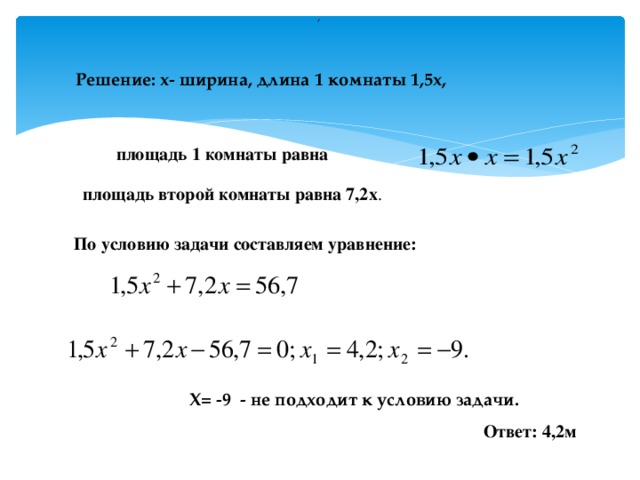 Решение: х- ширина, длина 1 комнаты 1,5х,
площадь 1 комнаты равна 1,5x • x = 1,5x²
площадь второй комнаты равна 7,2х.
По условию задачи составляем уравнение:
1,5x² + 7,2x = 56,7
1,5x² + 7,2x − 56,7 = 0; x₁ = 4,2; x₂ = −9.
Х= -9 - не подходит к условию задачи.
Ответ: 4,2м